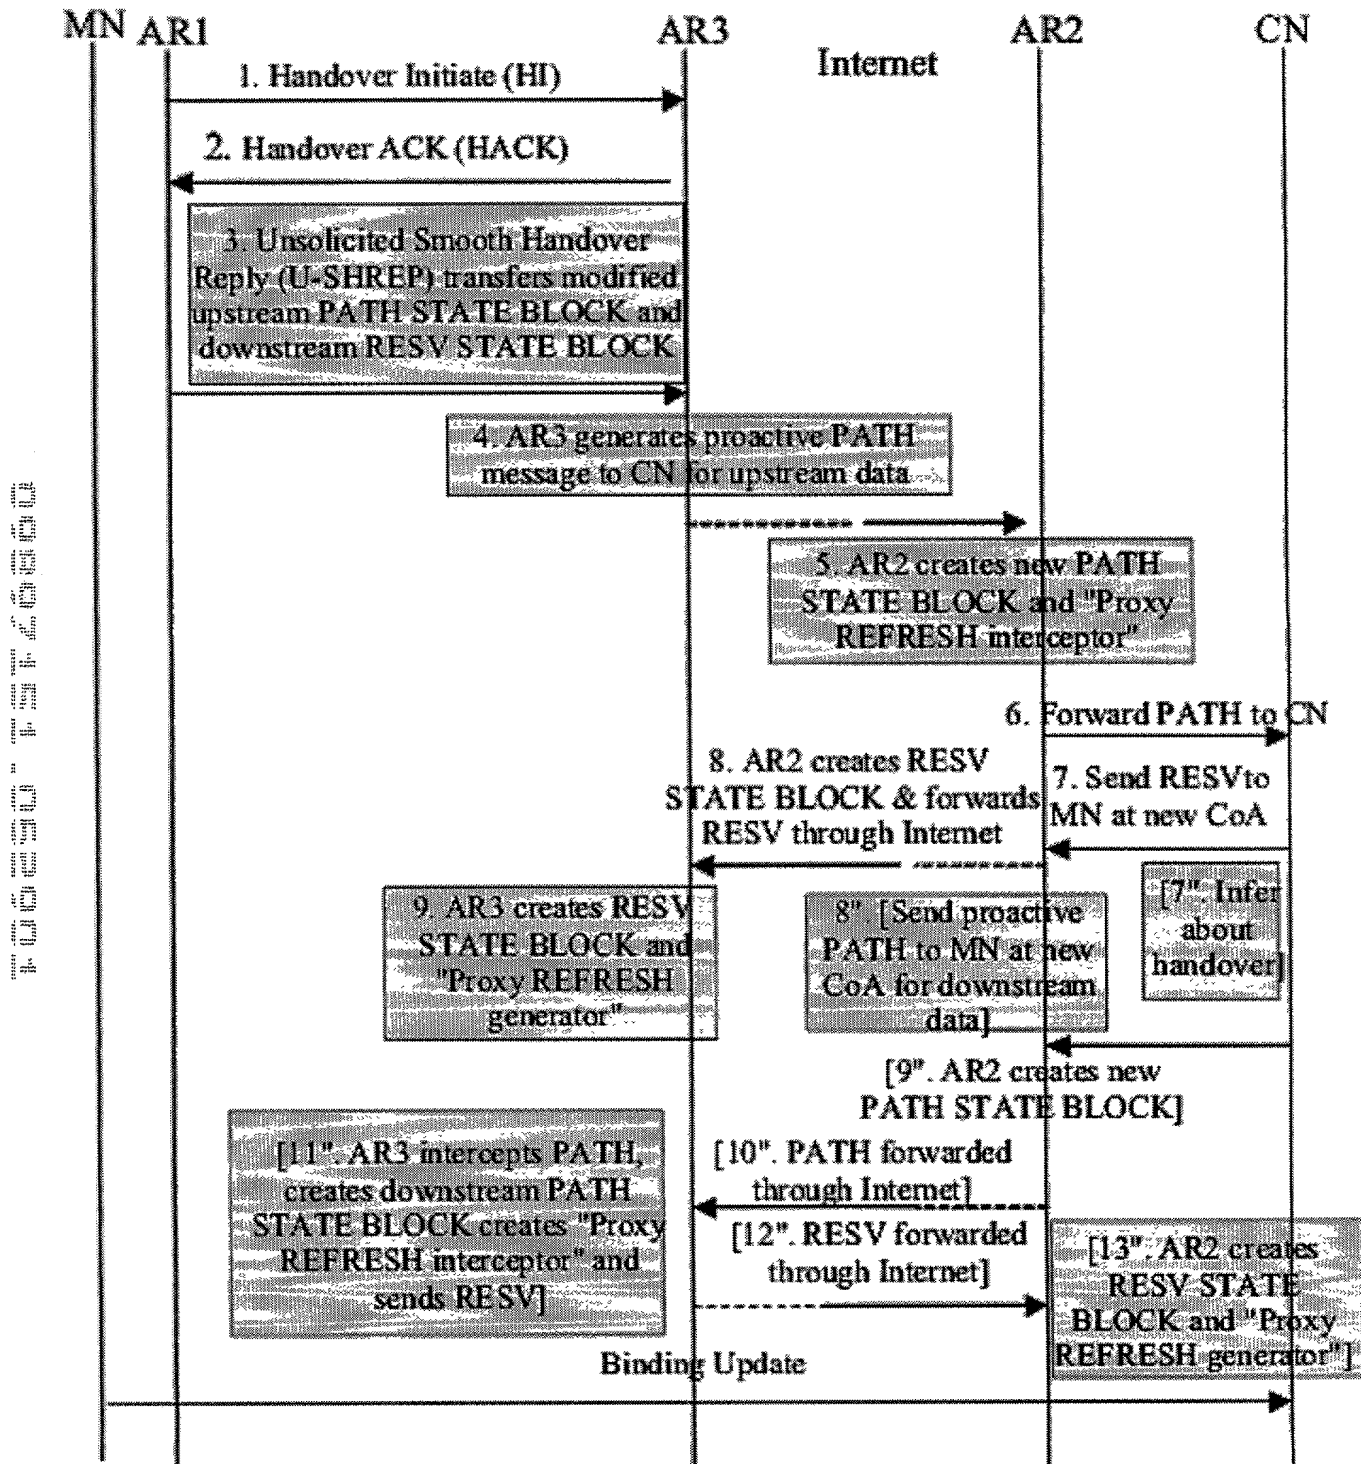 MN AR1 AR3 AR2 CN
Internet
1. Handover Initiate (HI)
2. Handover ACK (HACK)
3. Unsolicited Smooth Handover
Reply (U-SHREP) transfers modified
upstream PATH STATE BLOCK and
downstream RESV STATE BLOCK
4. AR3 generates proactive PATH
message to CN for upstream data
5. AR2 creates new PATH
STATE BLOCK and "Proxy
REFRESH interceptor"
6. Forward PATH to CN
7. Send RESV to
MN at new CoA
8. AR2 creates RESV
STATE BLOCK & forwards
RESV through Internet
[7". Infer
about
handover]
9. AR3 creates RESV
STATE BLOCK and
"Proxy REFRESH
generator"
8". [Send proactive
PATH to MN at new
CoA for downstream
data]
[9". AR2 creates new
PATH STATE BLOCK]
[10". PATH forwarded
through Internet]
[11". AR3 intercepts PATH,
creates downstream PATH
STATE BLOCK creates "Proxy
REFRESH interceptor" and
sends RESV]
[12". RESV forwarded
through Internet]
[13". AR2 creates
RESV STATE
BLOCK and "Proxy
REFRESH generator"]
Binding Update